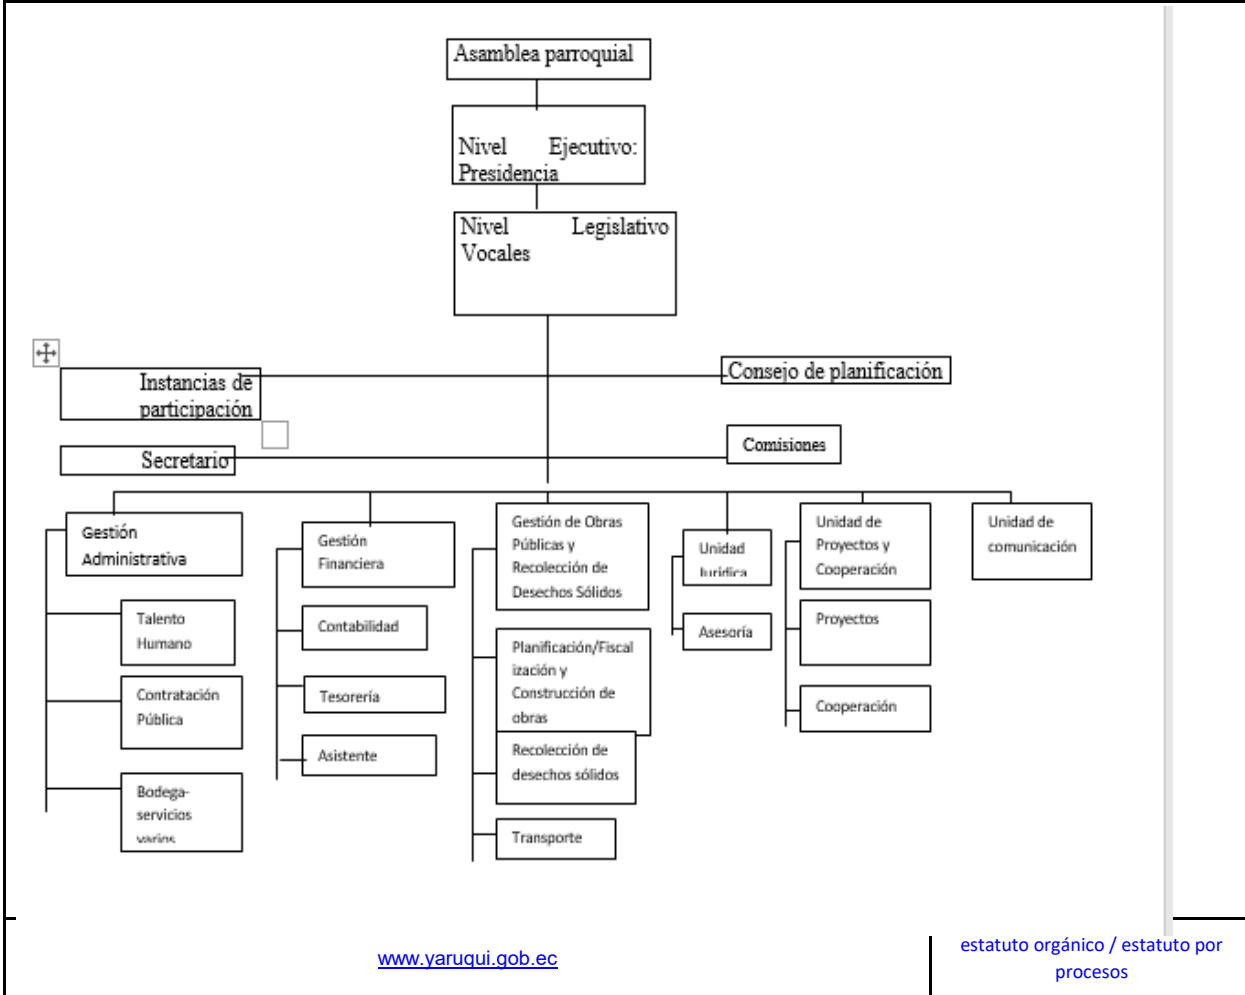 Asamblea parroquial
Nivel Ejecutivo:
Presidencia
Nivel Legislativo
Vocales
Instancias de
participación
Consejo de planificación
Secretario
Comisiones
Gestión
Administrativa
Talento
Humano
Contratación
Pública
Bodega-
servicios
varios
Gestión
Financiera
Contabilidad
Tesorería
Asistente
Gestión de Obras
Públicas y
Recolección de
Desechos Sólidos
Planificación/Fiscal
ización y
Construcción de
obras
Recolección de
desechos sólidos
Transporte
Unidad
Jurídica
Asesoría
Unidad de
Proyectos y
Cooperación
Proyectos
Cooperación
Unidad de
comunicación
www.yaruqui.gob.ec
estatuto orgánico / estatuto por
procesos